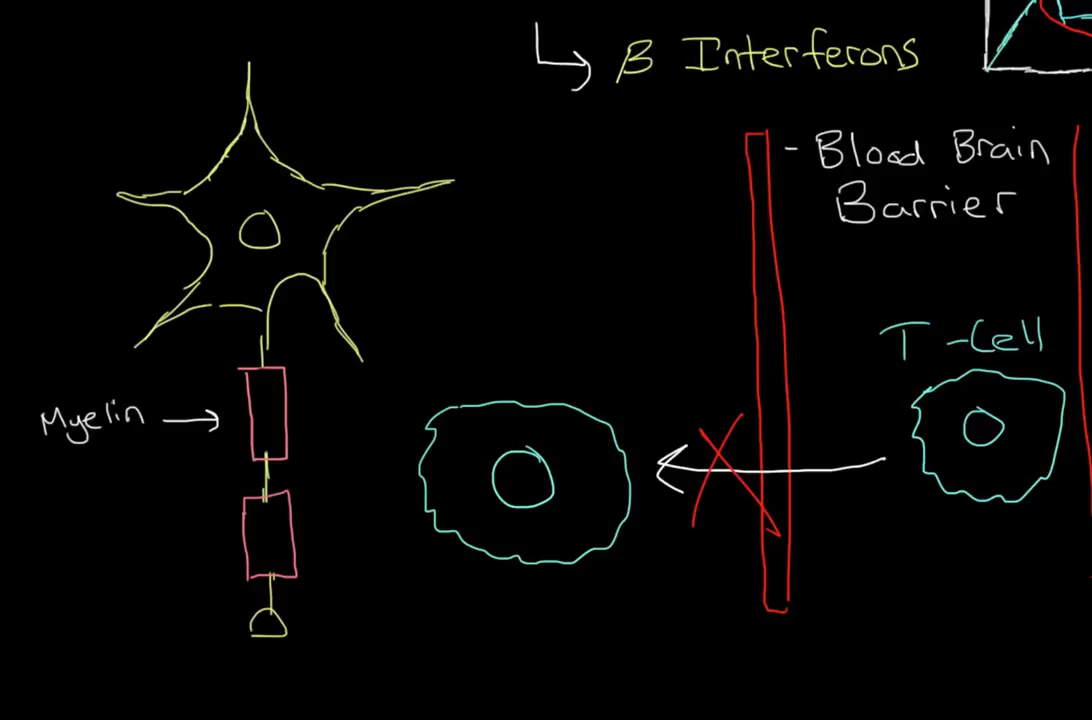 β Interferons
- Blood Brain
Barrier
T-Cell
Myelin